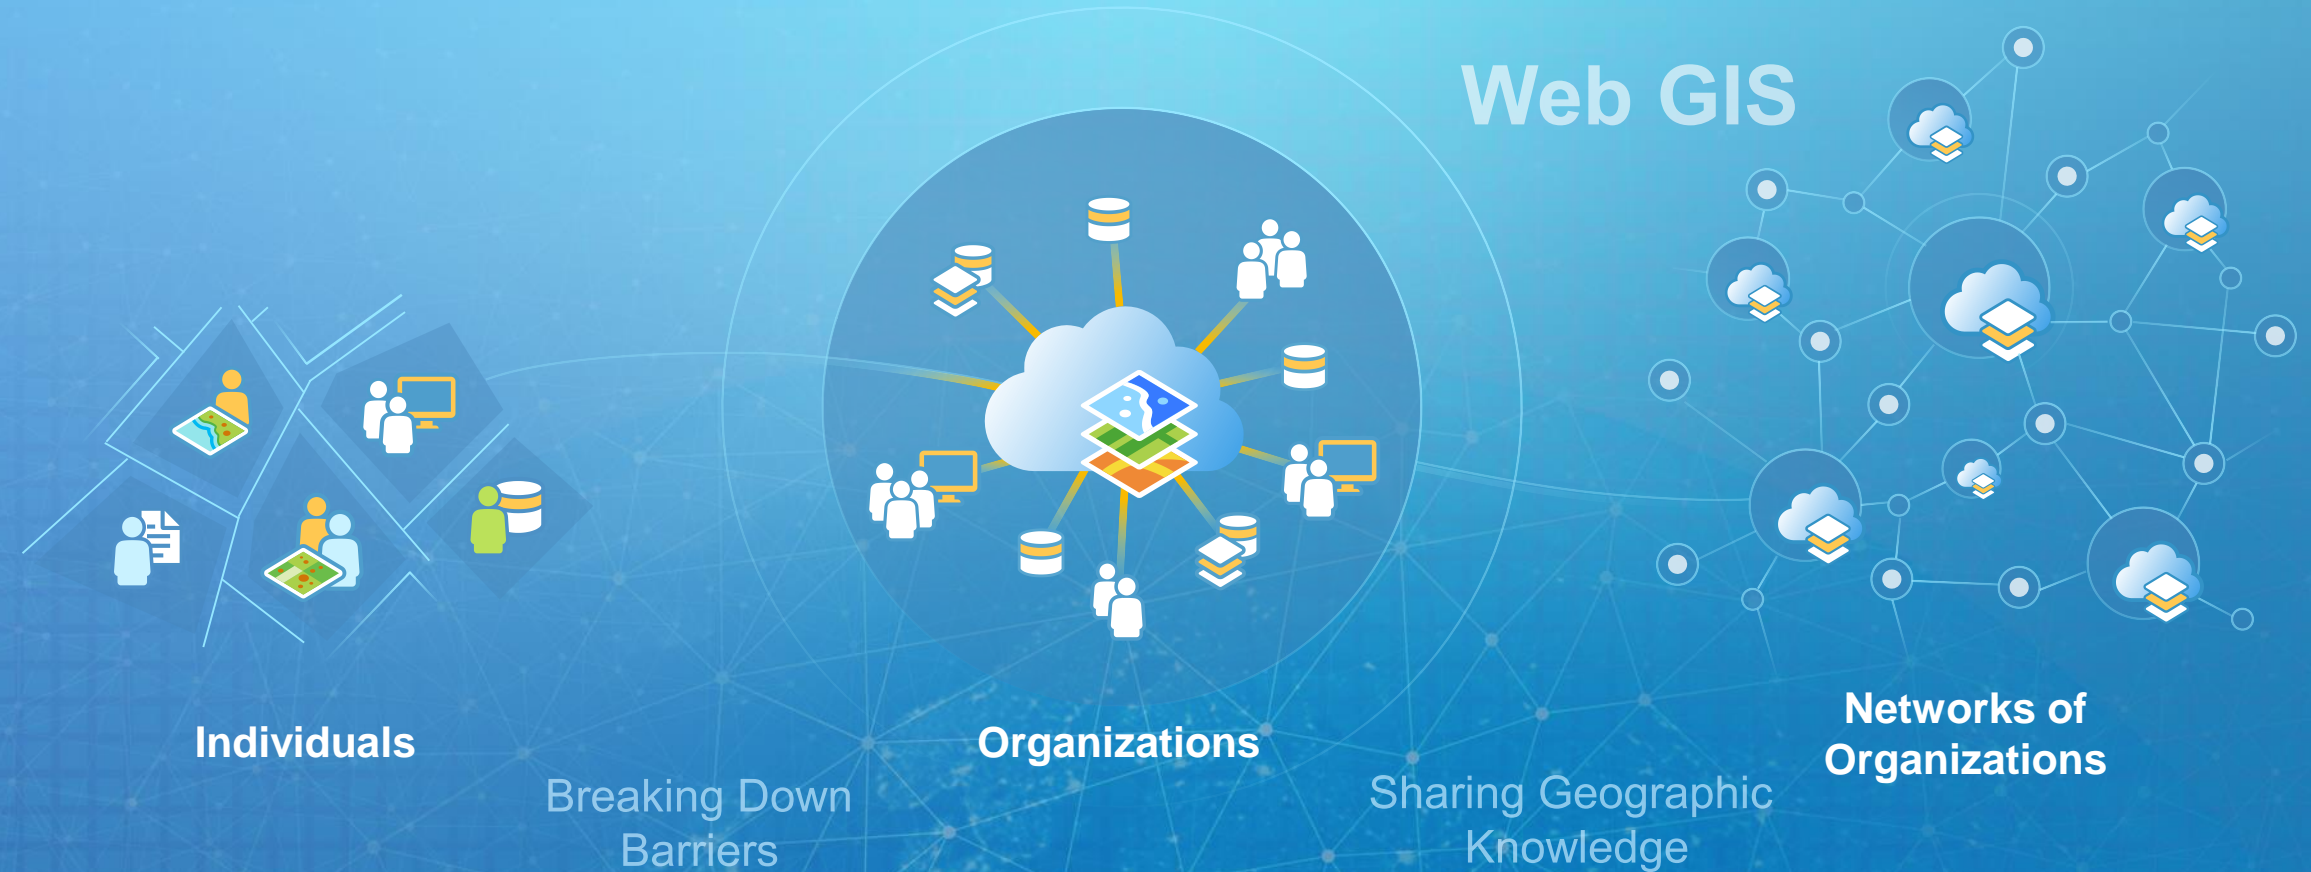 Web GIS
Individuals
Organizations
Networks of
Organizations
Breaking Down
Barriers
Sharing Geographic
Knowledge